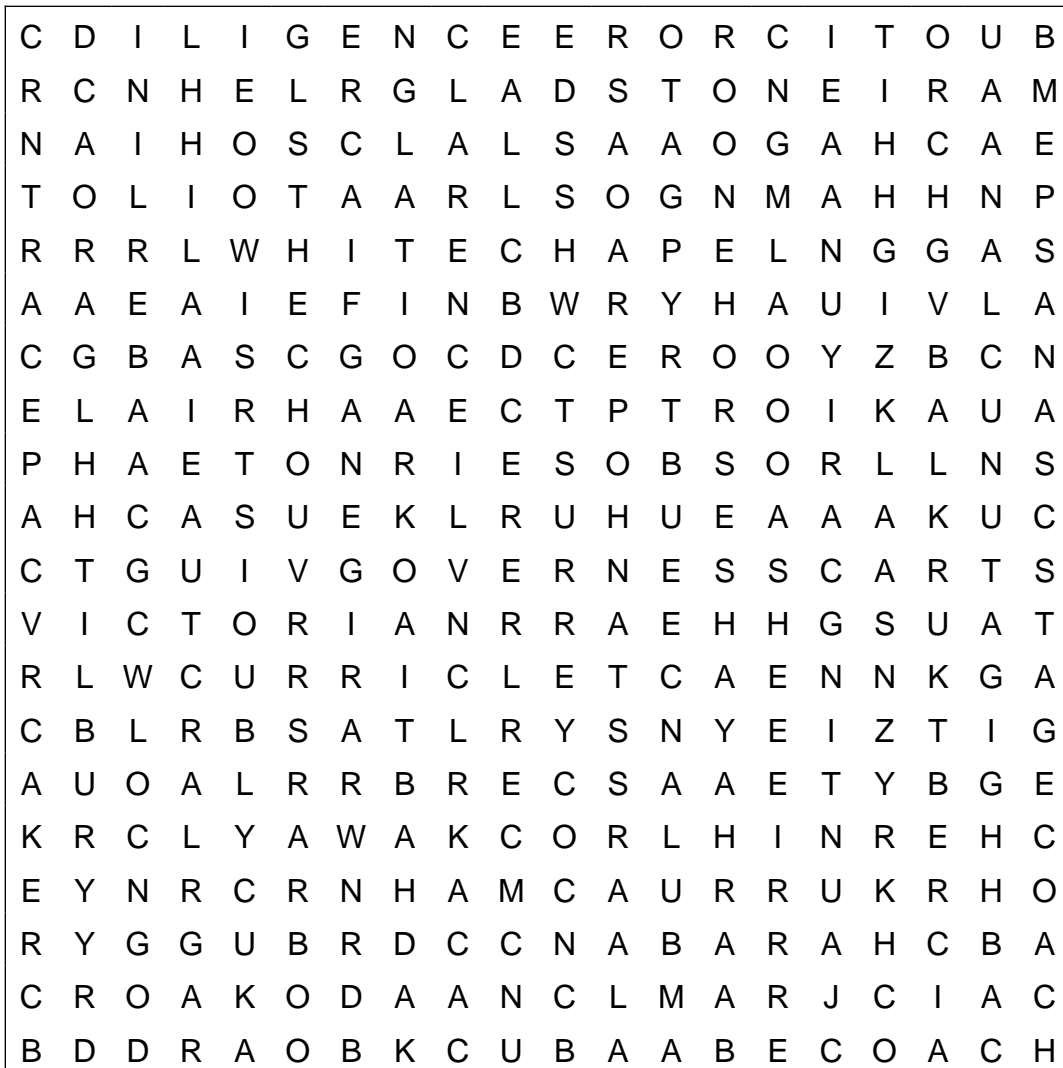 C D I L I G E N C E E R O R C I T O U B
R C N H E L R G L A D S T O N E I R A M
N A I H O S C L A L S A A O G A H C A E
T O L I O T A A R L S O G N M A H H N P
R R R L W H I T E C H A P E L N G G A S
A A E A I E F I N B W R Y H A U I V L A
C G B A S C G O C D C E R O O Y Z B C N
E L A I R H A A E C T P T R O I K A U A
P H A E T O N R I E S O B S O R L L N S
A H C A S U E K L R U H U E A A A K U C
C T G U I V G O V E R N E S S C A R T S
V I C T O R I A N R R A E H H G S U A T
R L W C U R R I C L E T C A E N N K G A
C B L R B S A T L R Y S N Y E I Z T I G
A U O A L R R B R E C S A A E T Y B G E
K R C L Y A W A K C O R L H I N R E H C
E Y N R C R N H A M C A U R R U K R H O
R Y G G U B R D C C N A B A R A H C B A
C R O A K O D A A N C L M A R J C I A C
B D D R A O B K C U B A A B E C O A C H